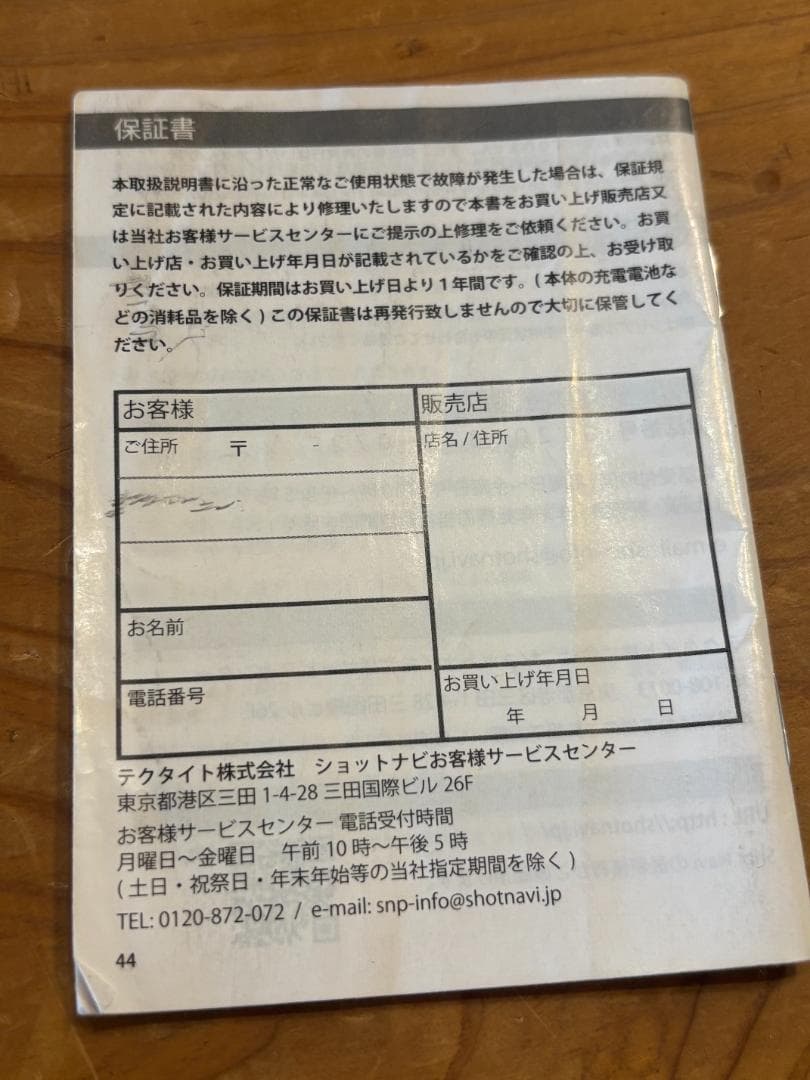 保証書
本取扱説明書に沿った正常なご使用状態で故障が発生した場合は、保証規
定に記載された内容により修理いたしますので本書をお買い上げ販売店又
は当社お客様サービスセンターにご提示の上修理をご依頼ください。お買
い上げ店・お買い上げ年月日が記載されているかをご確認の上、お受け取
りください。保証期間はお買い上げ日より1年間です。(本体の充電電池な
どの消耗品を除く)この保証書は再発行致しませんので大切に保管してく
ださい。
お客様
販売店
ご住所 〒 -
店名/住所
お名前
電話番号
お買い上げ年月日
年 月 日
テクタイト株式会社 ショットナビお客様サービスセンター
東京都港区三田1-4-28 三田国際ビル 26F
お客様サービスセンター 電話受付時間
月曜日~金曜日 午前10時~午後5時
(土日・祝祭日・年末年始等の当社指定期間を除く)
TEL: 0120-872-072 / e-mail: snp-info@shotnavi.jp
44